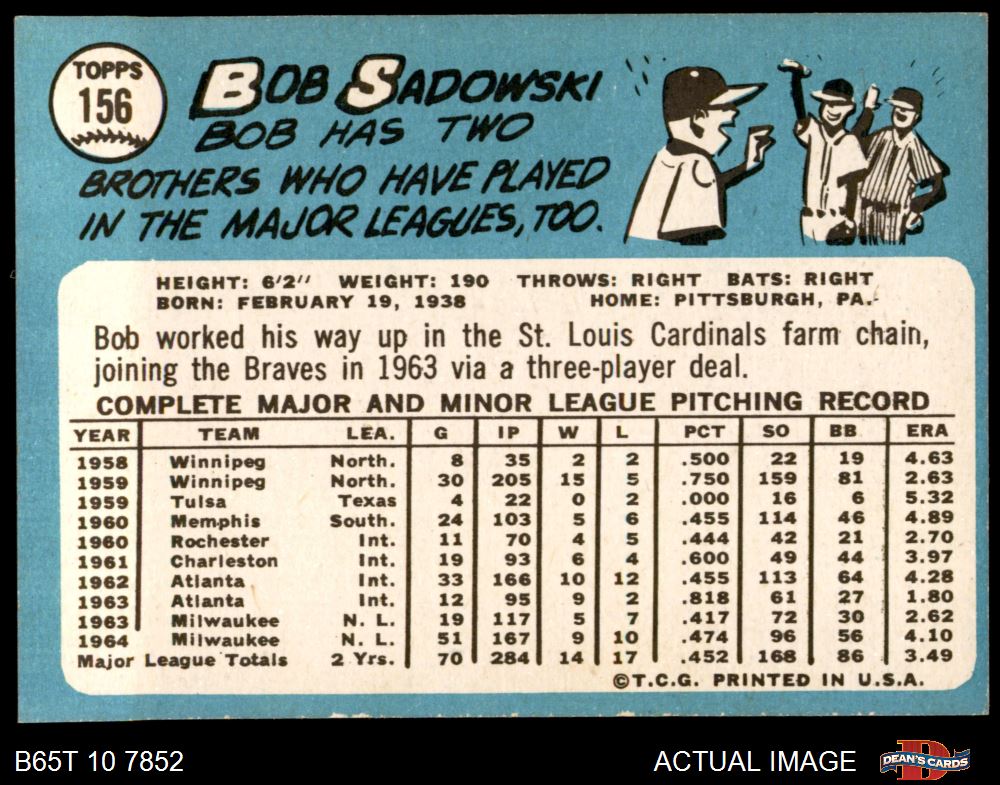 TOPPS
156
BOB SADOWSKI
BOB HAS TWO
BROTHERS WHO HAVE PLAYED
IN THE MAJOR LEAGUES, TOO.
HEIGHT: 6'2" WEIGHT: 190 THROWS: RIGHT BATS: RIGHT
BORN: FEBRUARY 19, 1938 HOME: PITTSBURGH, PA.
Bob worked his way up in the St. Louis Cardinals farm chain,
joining the Braves in 1963 via a three-player deal.
COMPLETE MAJOR AND MINOR LEAGUE PITCHING RECORD
YEAR TEAM LEA. G IP W L PCT SO BB ERA
1958 Winnipeg North. 8 35 2 2 .500 22 19 4.63
1959 Winnipeg North. 30 205 15 5 .750 159 81 2.63
1959 Tulsa Texas 4 22 0 2 .000 16 6 5.32
1960 Memphis South. 24 103 5 6 .455 114 46 4.89
1960 Rochester Int. 11 70 4 5 .444 42 21 2.70
1961 Charleston Int. 19 93 6 4 .600 49 44 3.97
1962 Atlanta Int. 33 166 10 12 .455 113 64 4.28
1963 Atlanta Int. 12 95 9 2 .818 61 27 1.80
1963 Milwaukee N. L. 19 117 5 7 .417 72 30 2.62
1964 Milwaukee N. L. 51 167 9 10 .474 96 56 4.10
Major League Totals 2 Yrs. 70 284 14 17 .452 168 86 3.49
©T.C.G. PRINTED IN U.S.A.
B65T 10 7852 ACTUAL IMAGE D DEAN'S CARDS